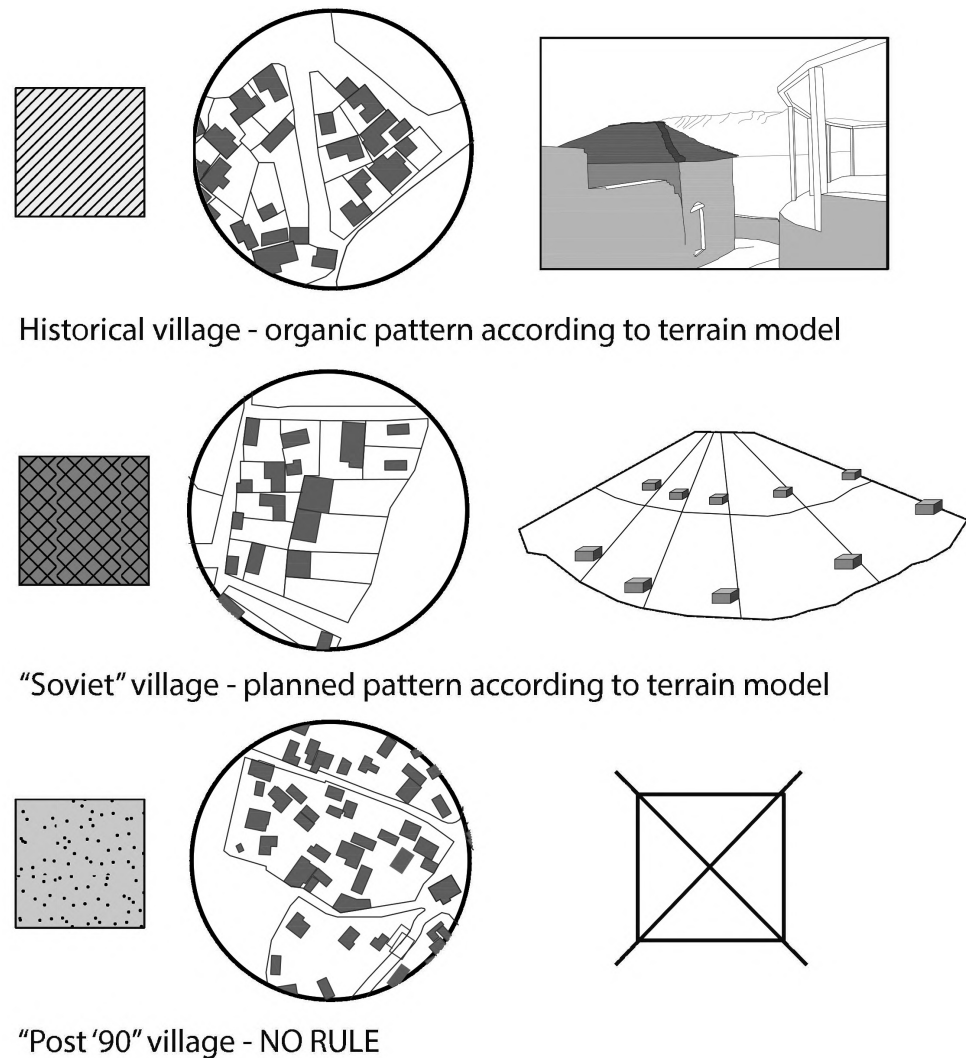 Historical village - organic pattern according to terrain model
“Soviet” village - planned pattern according to terrain model
“Post ‘90” village - NO RULE